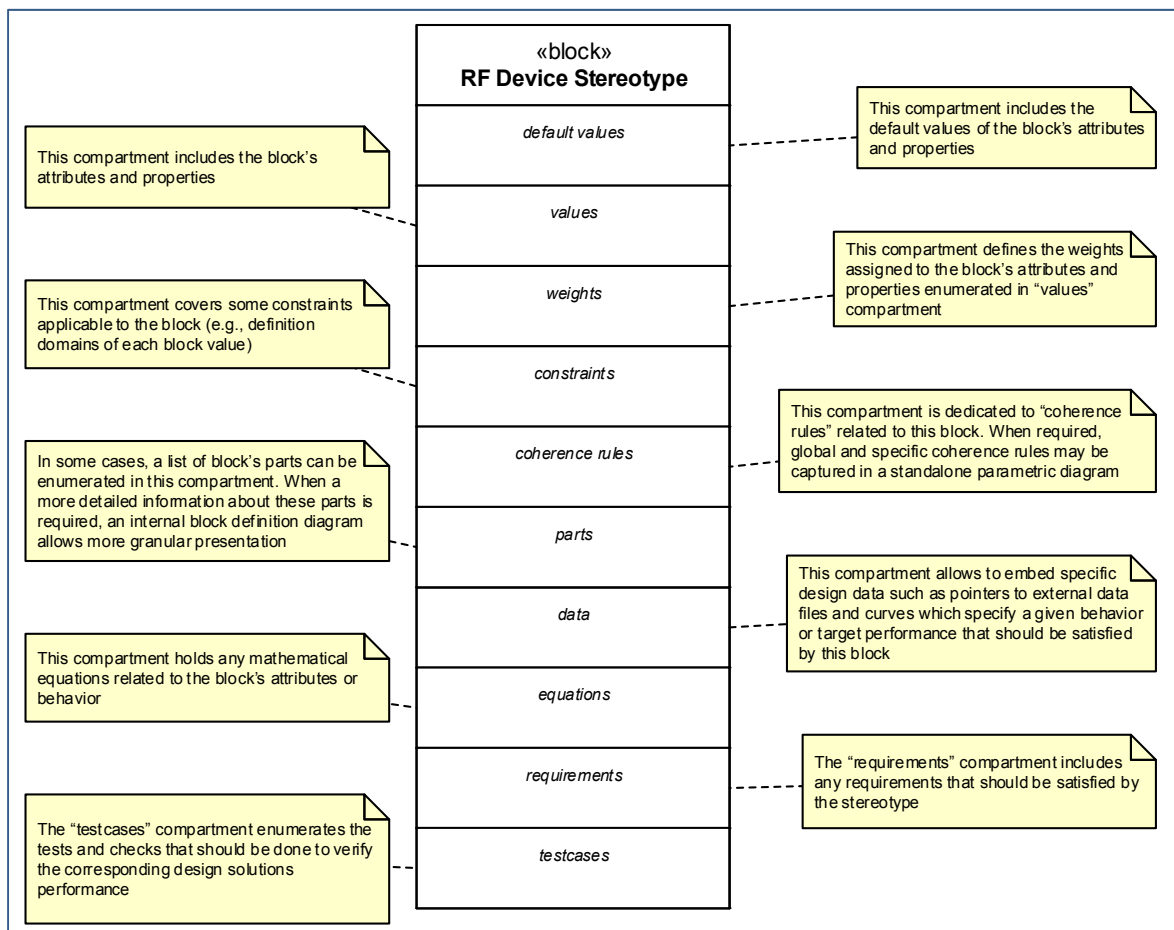 «block»
RF Device Stereotype
default values
values
weights
constraints
coherence rules
parts
data
equations
requirements
testcases
This compartment includes the block’s
attributes and properties
This compartment covers some constraints
applicable to the block (e.g., definition
domains of each block value)
In some cases, a list of block’s parts can be
enumerated in this compartment. When a
more detailed information about these parts is
required, an internal block definition diagram
allows more granular presentation
This compartment holds any mathematical
equations related to the block’s attributes or
behavior
The “testcases” compartment enumerates the
tests and checks that should be done to verify
the corresponding design solutions
performance
This compartment includes the
default values of the block’s attributes
and properties
This compartment defines the weights
assigned to the block’s attributes and
properties enumerated in “values”
compartment
This compartment is dedicated to “coherence
rules” related to this block. When required,
global and specific coherence rules may be
captured in a standalone parametric diagram
This compartment allows to embed specific
design data such as pointers to external data
files and curves which specify a given behavior
or target performance that should be satisfied
by this block
The “requirements” compartment includes
any requirements that should be satisfied by
the stereotype